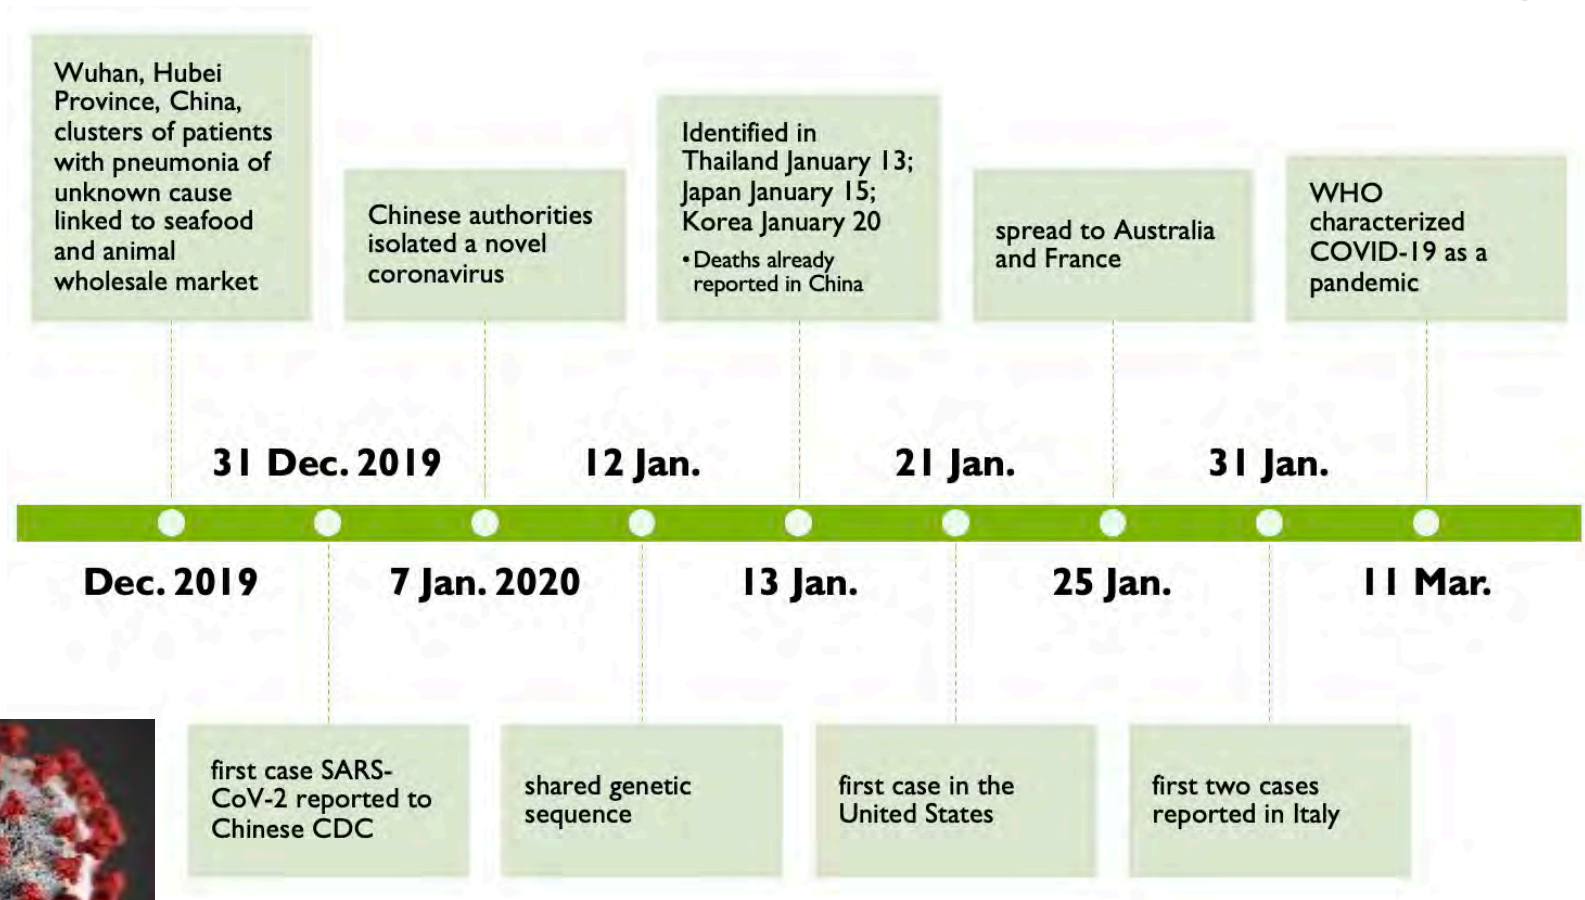 Wuhan, Hubei
Province, China,
clusters of patients
with pneumonia of
unknown cause
linked to seafood
and animal
wholesale market
Chinese authorities
isolated a novel
coronavirus
Identified in
Thailand January 13;
Japan January 15;
Korea January 20
• Deaths already
reported in China
spread to Australia
and France
WHO
characterized
COVID-19 as a
pandemic
31 Dec. 2019
12 Jan.
21 Jan.
31 Jan.
Dec. 2019
7 Jan. 2020
13 Jan.
25 Jan.
11 Mar.
first case SARS-
CoV-2 reported to
Chinese CDC
shared genetic
sequence
first case in the
United States
first two cases
reported in Italy